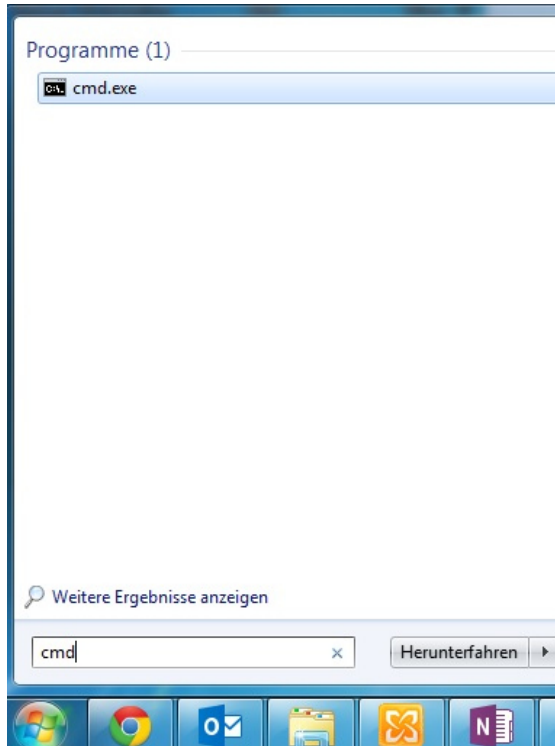 Programme (1)
C:\.
cmd.exe
Weitere Ergebnisse anzeigen
cmd
Herunterfahren